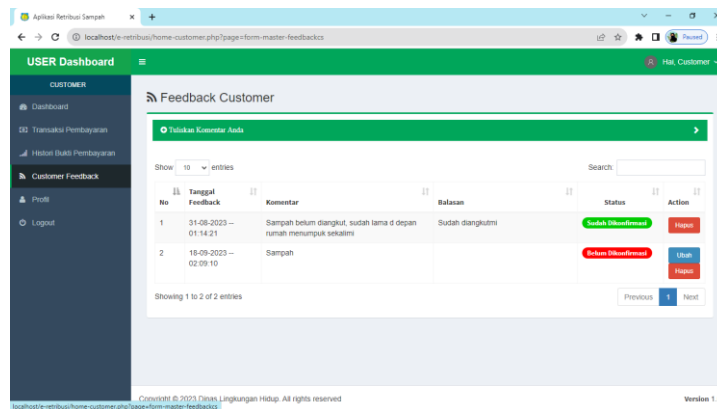 Aplikasi Retribusi Sampah
localhost/e-retribusi/home-customer.php?page=form-master-feedbackcs
Paused
USER Dashboard
Hai, Customer
CUSTOMER
Dashboard
Transaksi Pembayaran
Histori Bukti Pembayaran
Customer Feedback
Profil
Logout
Feedback Customer
Tuliskan Komentar Anda
Show 10 entries
Search:
No Tanggal Feedback Komentar Balasan Status Action
1 31-08-2023 -- Sampah belum diangkut, sudah lama d depan Sudah diangkutmi Sudah Dikonfirmasi Hapus
01:14:21 rumah menumpuk sekalimi
2 18-09-2023 -- Sampah Belum Dikonfirmasi Ubah
02:09:10 Hapus
Showing 1 to 2 of 2 entries
Previous 1 Next
Copyright © 2023 Dinas Lingkungan Hidup. All rights reserved
Version 1.
localhost/e-retribusi/home-customer.php?page=form-master-feedbackcs